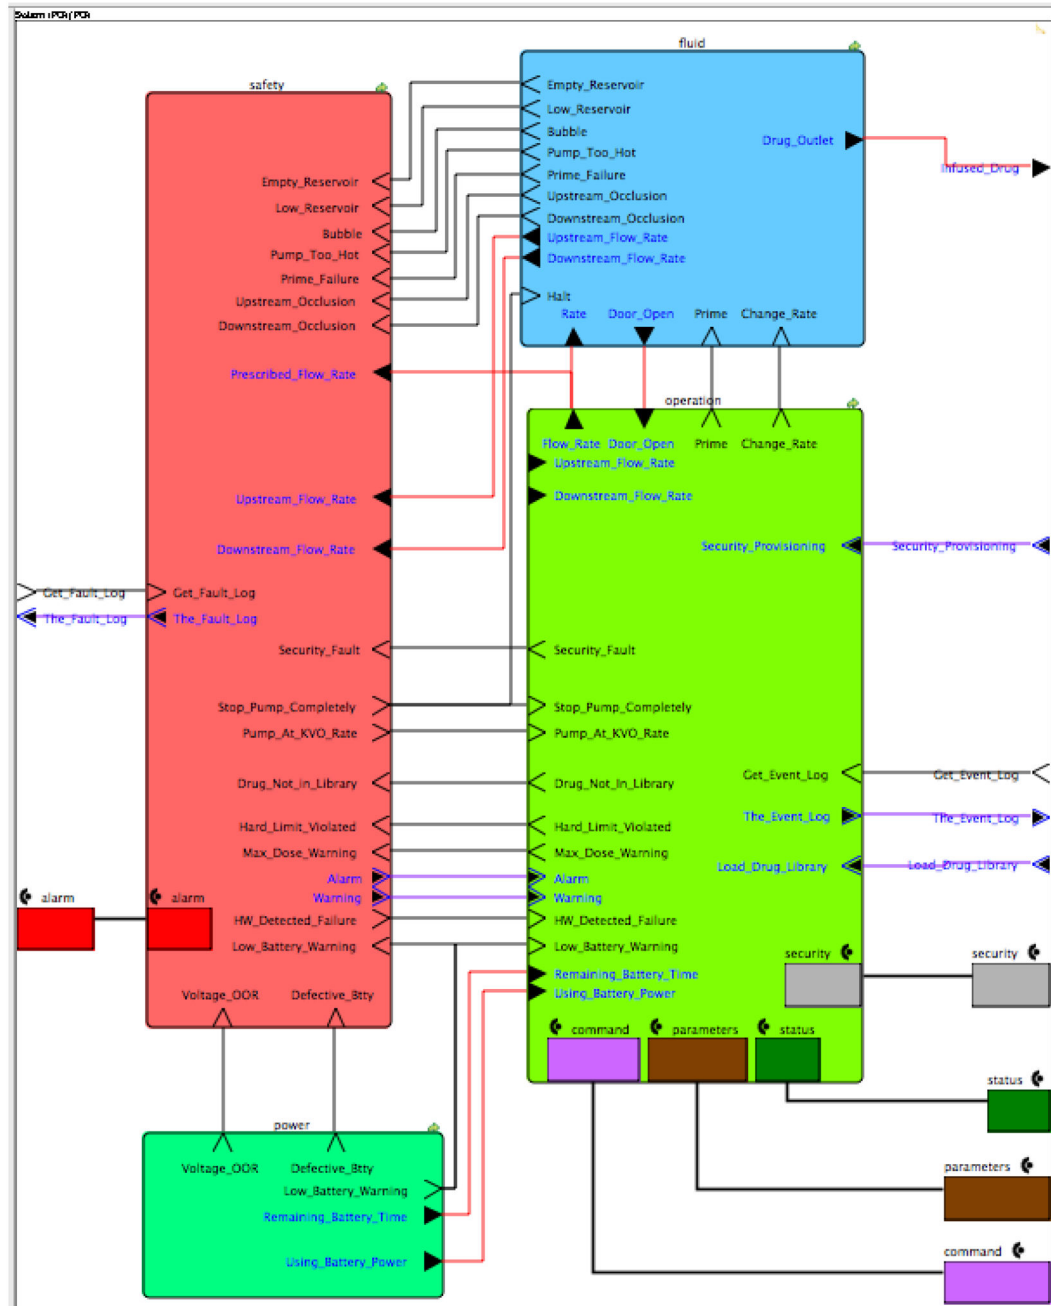 System : PCA / PCA
fluid
safety
Empty_Reservoir
Low_Reservoir
Bubble
Pump_Too_Hot
Prime_Failure
Upstream_Occlusion
Downstream_Occlusion
Upstream_Flow_Rate
Downstream_Flow_Rate
Halt
Rate Door_Open Prime Change_Rate
Drug_Outlet
Infused_Drug
Empty_Reservoir
Low_Reservoir
Bubble
Pump_Too_Hot
Prime_Failure
Upstream_Occlusion
Downstream_Occlusion
Prescribed_Flow_Rate
Upstream_Flow_Rate
Downstream_Flow_Rate
Get_Fault_Log Get_Fault_Log
The_Fault_Log The_Fault_Log
Security_Fault
Stop_Pump_Completely
Pump_At_KVO_Rate
Drug_Not_In_Library
Hard_Limit_Violated
Max_Dose_Warning
Alarm
Warning
alarm alarm
HW_Detected_Failure
Low_Battery_Warning
Voltage_OOR Defective_Btty
operation
Flow_Rate Door_Open Prime Change_Rate
Upstream_Flow_Rate
Downstream_Flow_Rate
Security_Provisioning Security_Provisioning
Security_Fault
Stop_Pump_Completely
Pump_At_KVO_Rate
Get_Event_Log Get_Event_Log
Drug_Not_In_Library
The_Event_Log The_Event_Log
Hard_Limit_Violated
Max_Dose_Warning
Load_Drug_Library Load_Drug_Library
Alarm
Warning
HW_Detected_Failure
Low_Battery_Warning
security security
Remaining_Battery_Time
Using_Battery_Power
command parameters status
status
parameters
command
power
Voltage_OOR Defective_Btty
Low_Battery_Warning
Remaining_Battery_Time
Using_Battery_Power